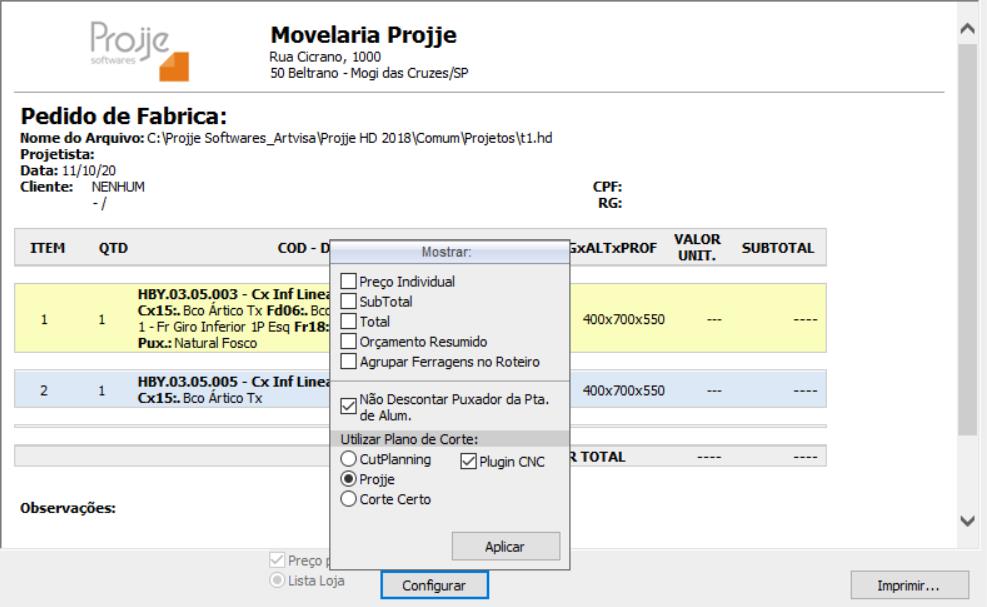 Projje
softwares
Movelaria Projje
Rua Cicrano, 1000
50 Beltrano - Mogi das Cruzes/SP
Pedido de Fabrica:
Nome do Arquivo: C:\Projje Softwares_Artvisa\Projje HD 2018\Comum\Projetos\t1.hd
Projetista:
Data: 11/10/20
Cliente: NENHUM CPF:
- / RG:
ITEM QTD COD - D GxALTxPROF VALOR UNIT. SUBTOTAL
HBY.03.05.003 - Cx Inf Linea
Cx15:. Bco Ártico Tx Fd06:. Bco
1 1 1 - Fr Giro Inferior 1P Esq Fr18: 400x700x550 --- ----
Pux.: Natural Fosco
HBY.03.05.005 - Cx Inf Linea
2 1 Cx15:. Bco Ártico Tx 400x700x550 --- ----
R TOTAL ---- ----
Observações:
Mostrar:
Preço Individual
SubTotal
Total
Orçamento Resumido
Agrupar Ferragens no Roteiro
Não Descontar Puxador da Pta.
de Alum.
Utilizar Plano de Corte:
CutPlanning Plugin CNC
Projje
Corte Certo
Aplicar
Preço p
Lista Loja Configurar Imprimir...